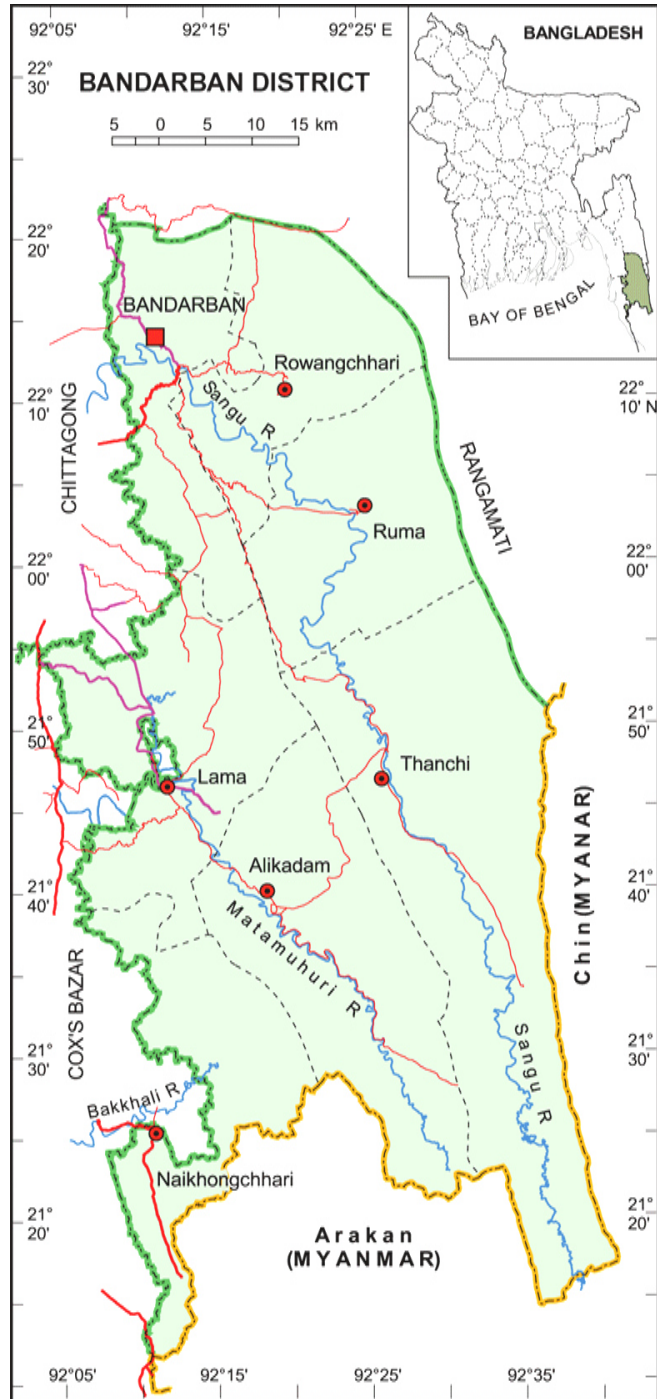 92°05' 92°15' 92°25' E
22° 30'
BANDARBAN DISTRICT
5 0 5 10 15 km
BANGLADESH
BAY OF BENGAL
22° 20'
BANDARBAN
Rowangchhari
Sangu R
22° 10'
22° 10' N
CHITTAGONG
RANGAMATI
Ruma
22° 00'
22° 00'
21° 50'
21° 50'
Lama
Thanchi
Alikadam
21° 40'
21° 40'
Chin (MYANAR)
Matamuhuri R
COX'S BAZAR
21° 30'
21° 30'
Sangu R
Bakkhali R
Naikhongchhari
21° 20'
21° 20'
Arakan
(MYANMAR)
92°05' 92°15' 92°25' 92°35'